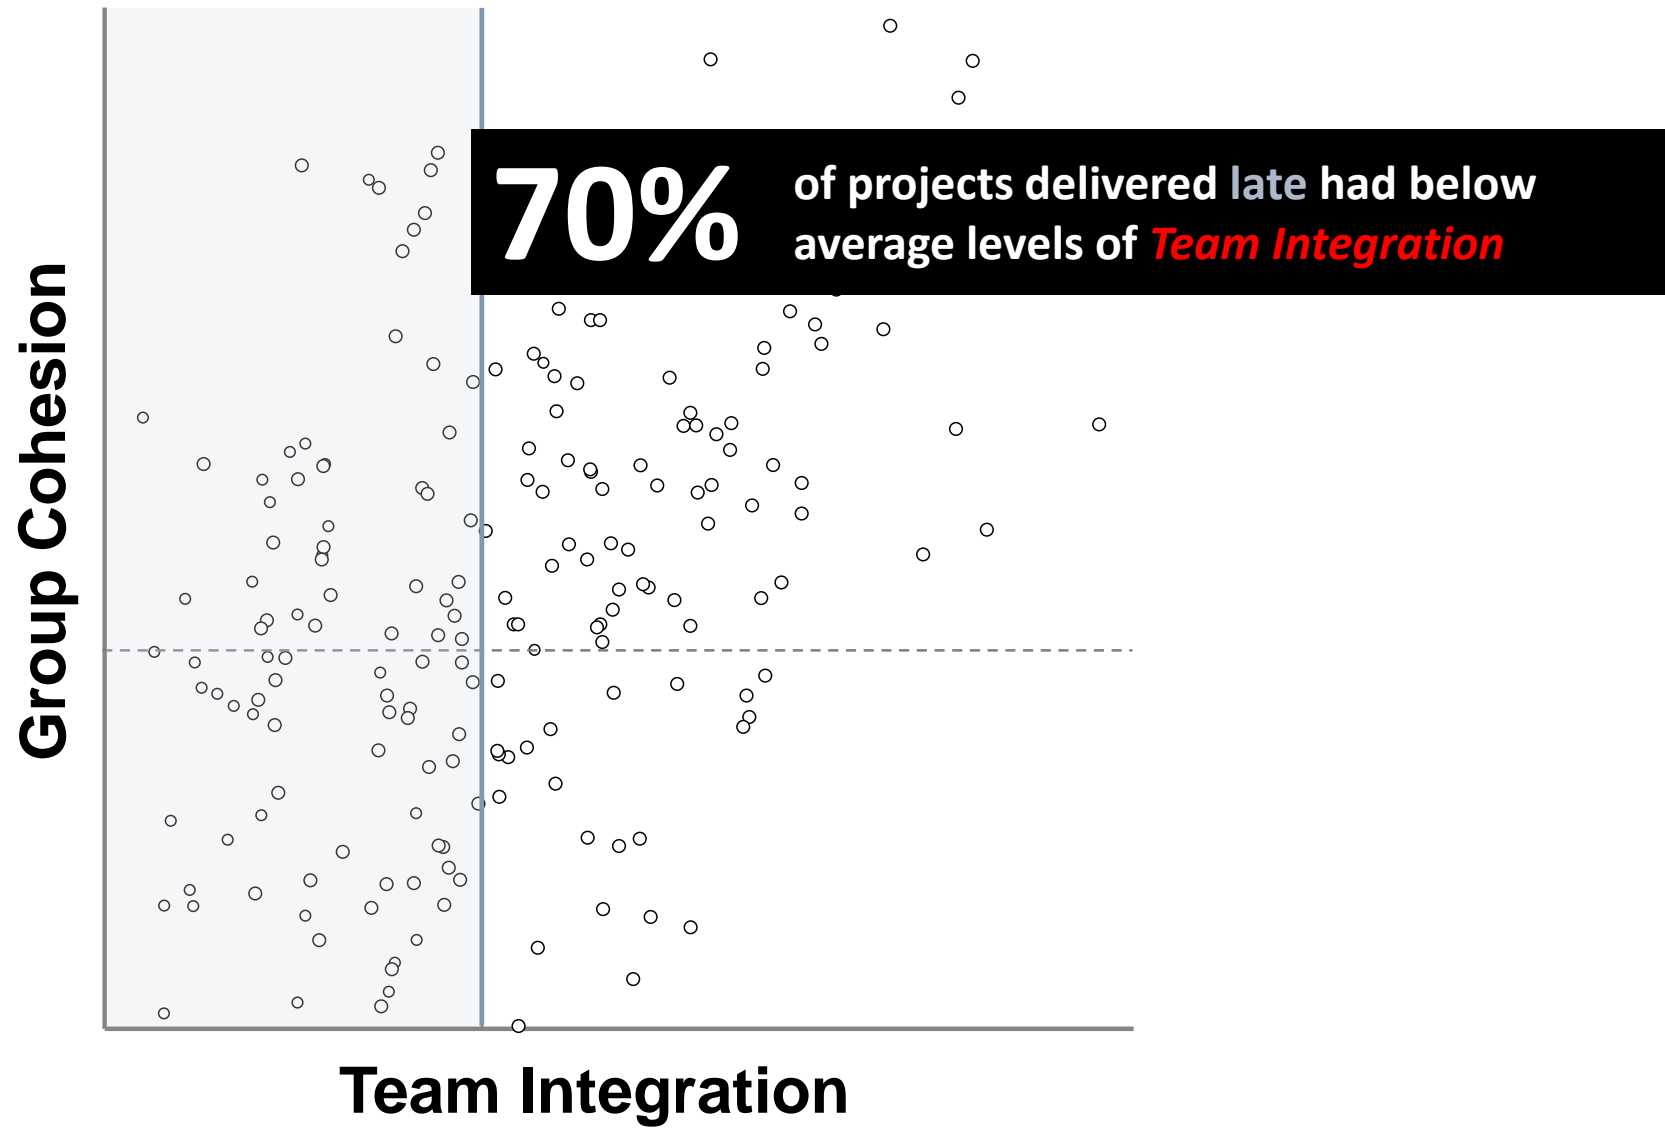 Group Cohesion
70%
of projects delivered late had below
average levels of Team Integration
Team Integration